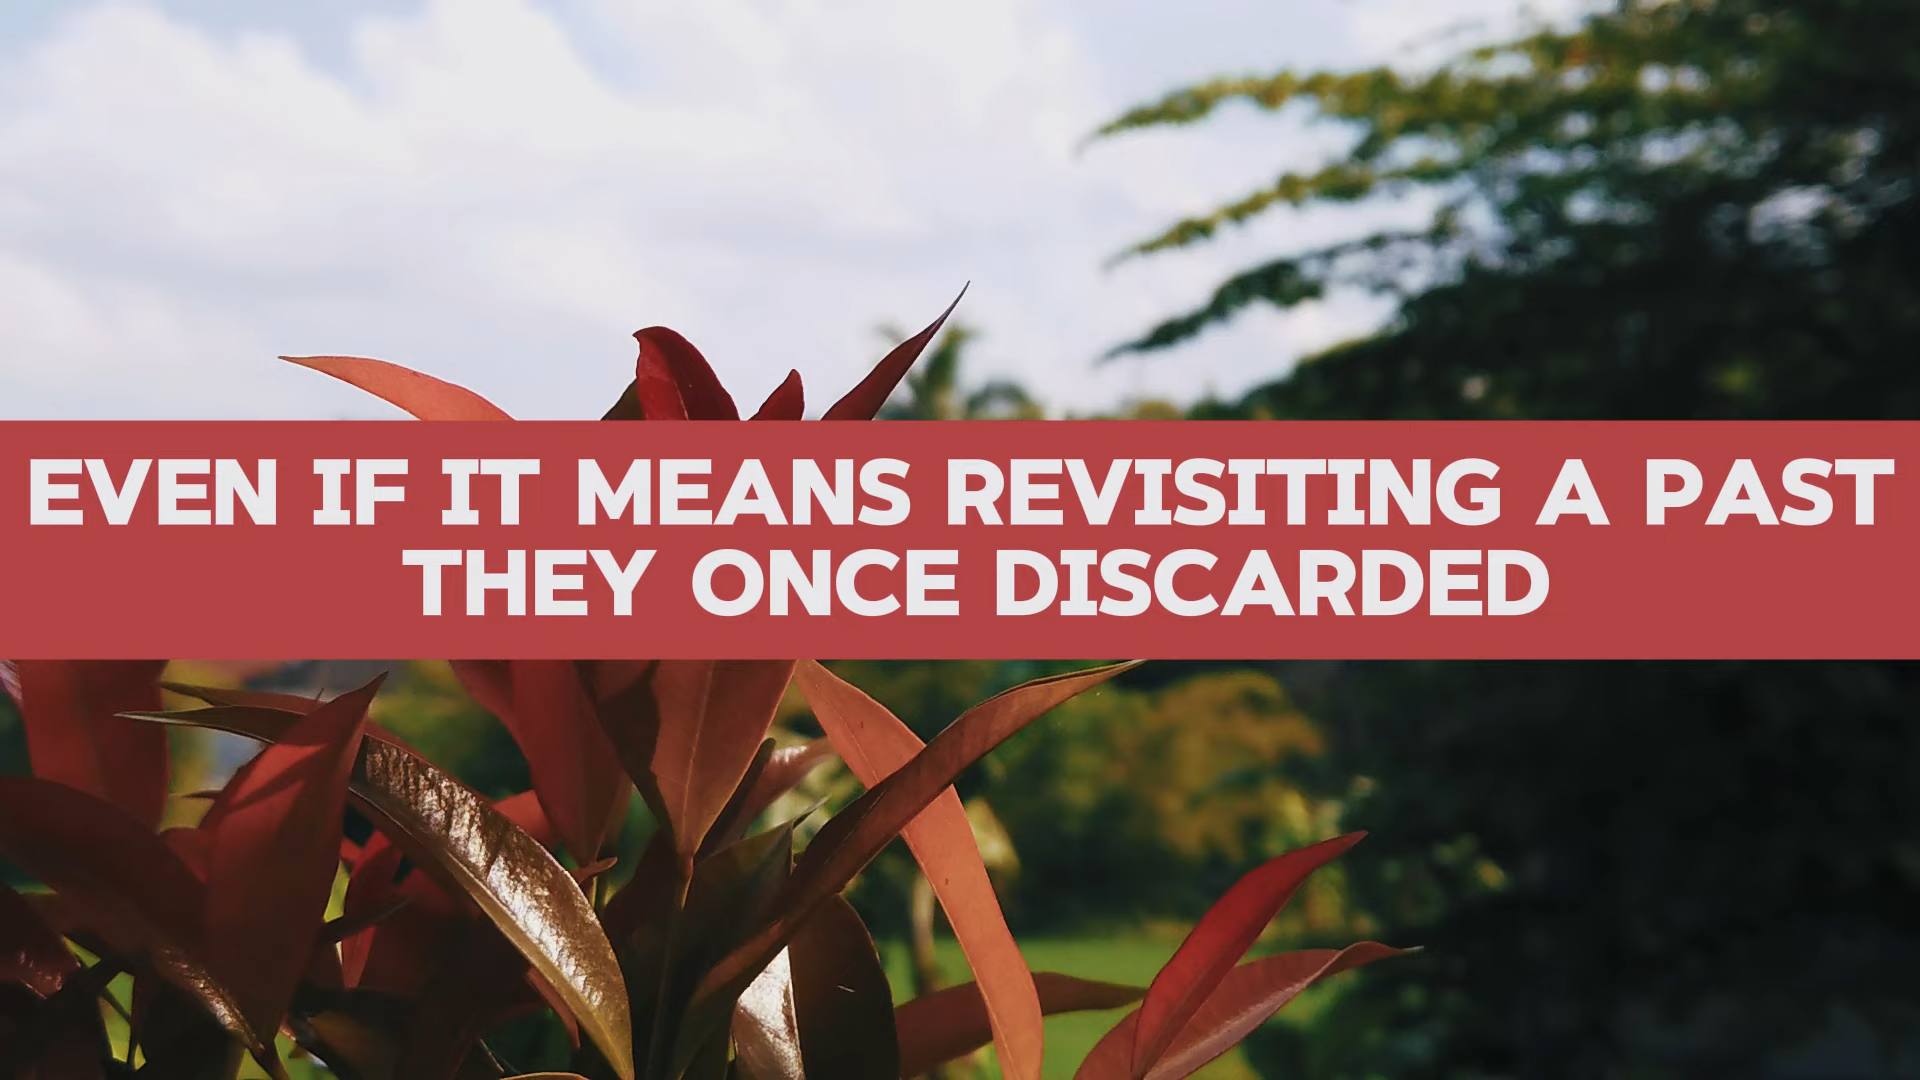 EVEN IF IT MEANS REVISITING A PAST
THEY ONCE DISCARDED